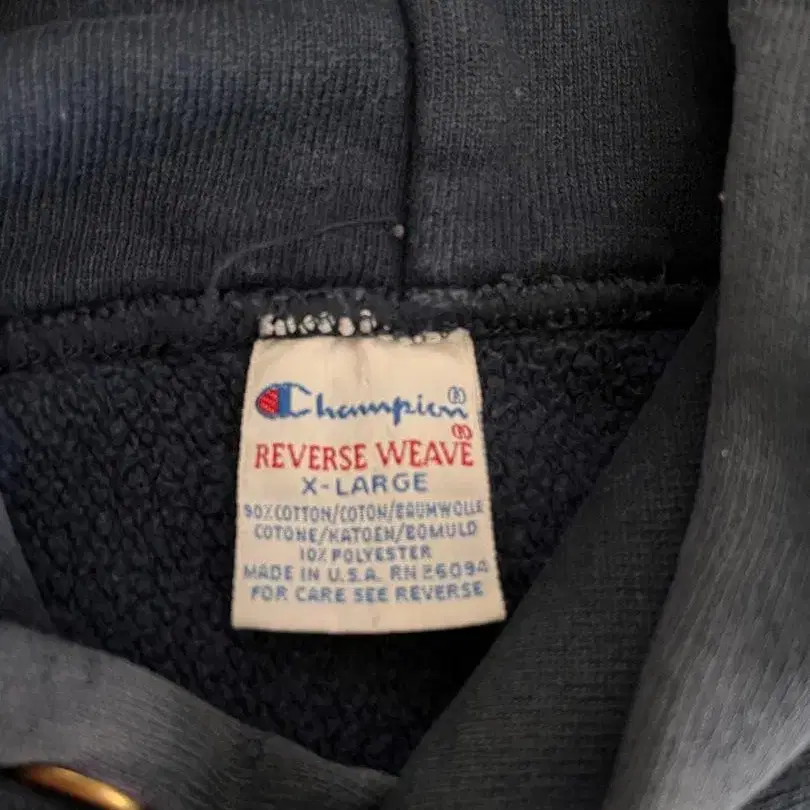 Champion®
REVERSE WEAVE®
X-LARGE
90% COTTON/COTON/BAUMWOLLE
COTONE/KATOEN/BOMULD
10% POLYESTER
MADE IN U.S.A. RN 26094
FOR CARE SEE REVERSE